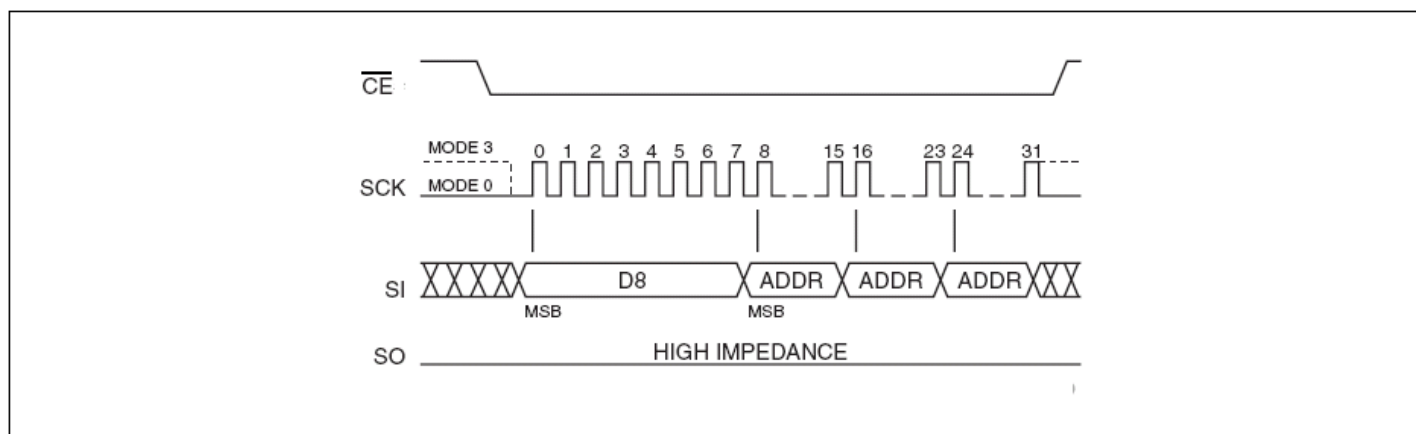 CE
MODE 3
0 1 2 3 4 5 6 7 8 15 16 23 24 31
SCK
MODE 0
SI
D8 ADDR ADDR ADDR
MSB MSB
SO
HIGH IMPEDANCE